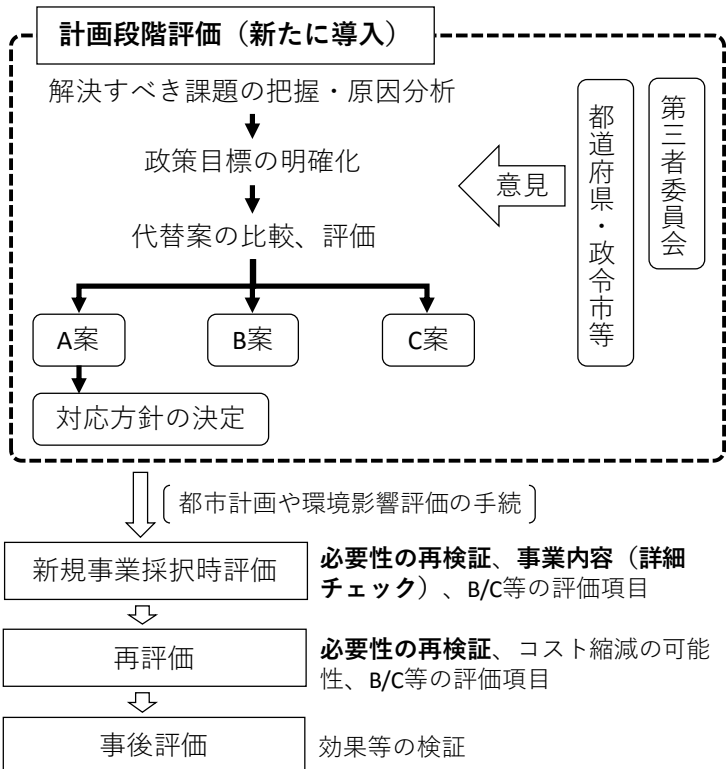 計画段階評価（新たに導入）
解決すべき課題の把握・原因分析
政策目標の明確化
代替案の比較、評価
A案
B案
C案
対応方針の決定
意見
都道府県・政令市等
第三者委員会
都市計画や環境影響評価の手続
新規事業採択時評価
必要性の再検証、事業内容（詳細
チェック）、B/C等の評価項目
再評価
必要性の再検証、コスト縮減の可能
性、B/C等の評価項目
事後評価
効果等の検証